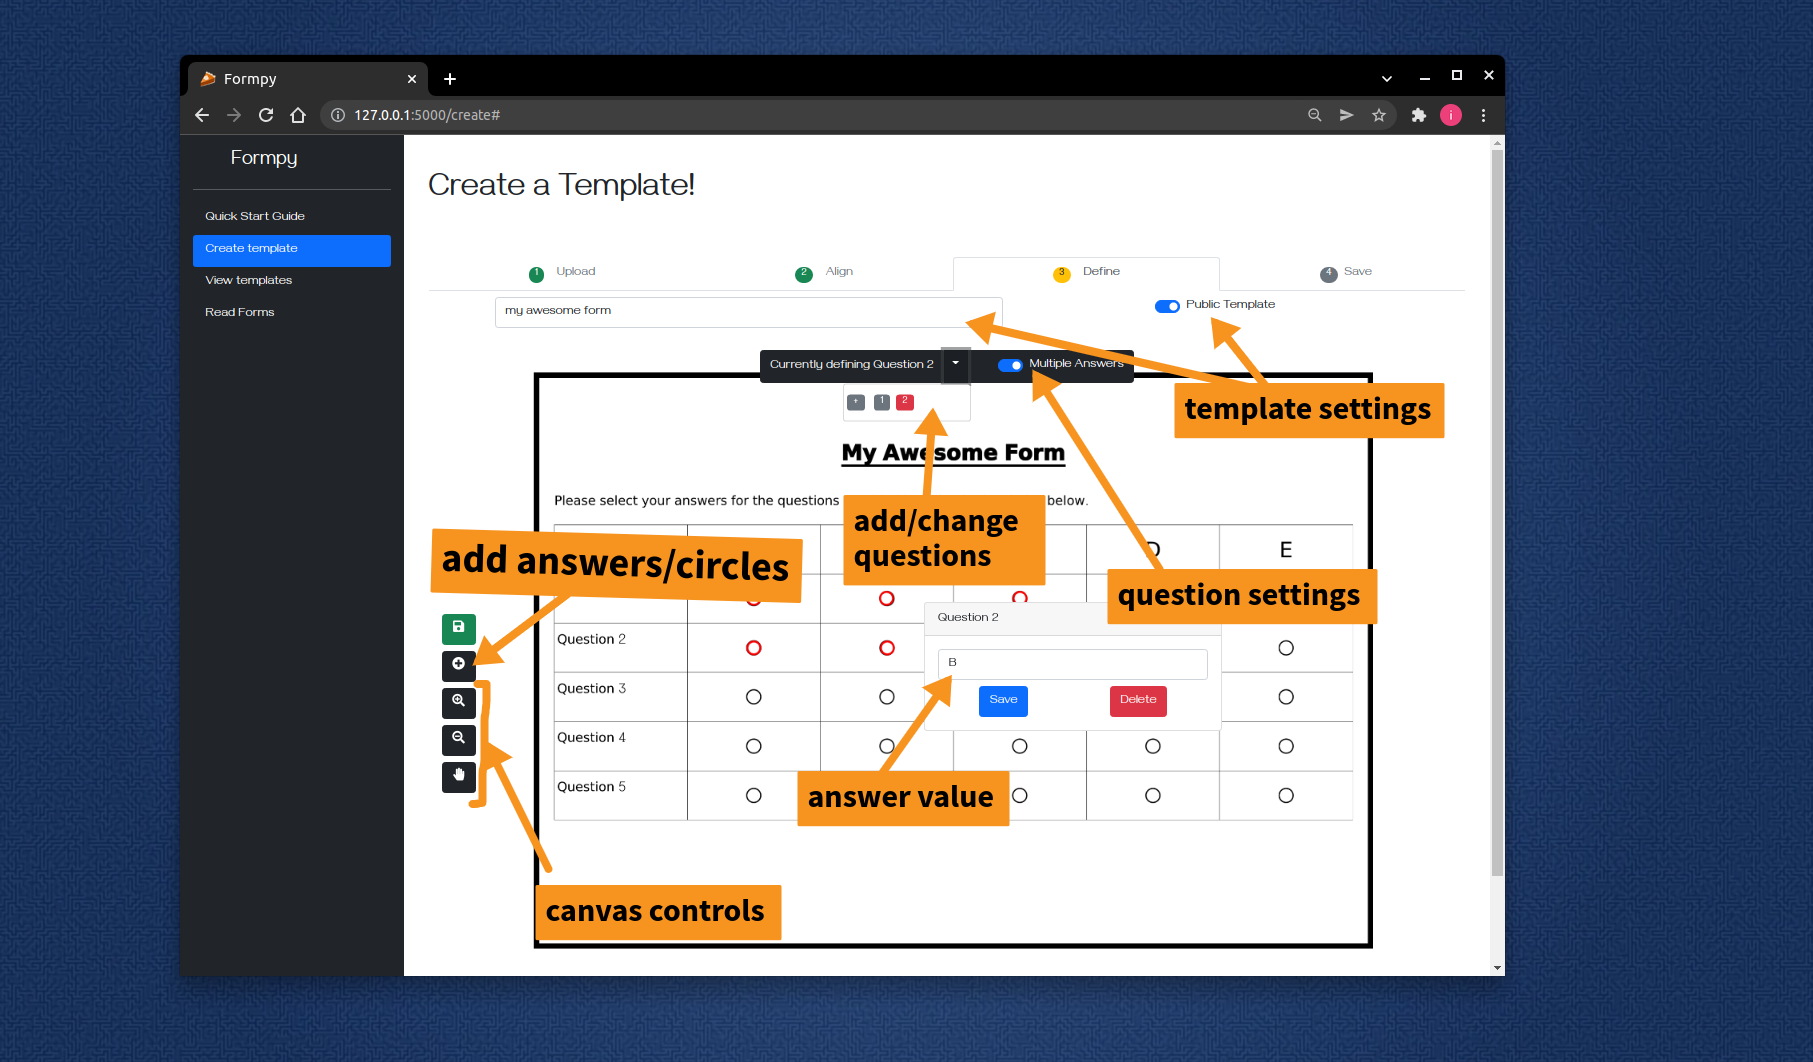 Formpy
127.0.0.1:5000/create#
i
Formpy
Quick Start Guide
Create template
View templates
Read Forms
Create a Template!
1 Upload
2 Align
3 Define
4 Save
my awesome form
Public Template
Currently defining Question 2
Multiple Answers
+ 1 2
template settings
My Awesome Form
Please select your answers for the questions
below.
add/change
questions
add answers/circles
D
E
question settings
Question 2
Question 2
B
Save
Delete
Question 3
Question 4
Question 5
answer value
canvas controls